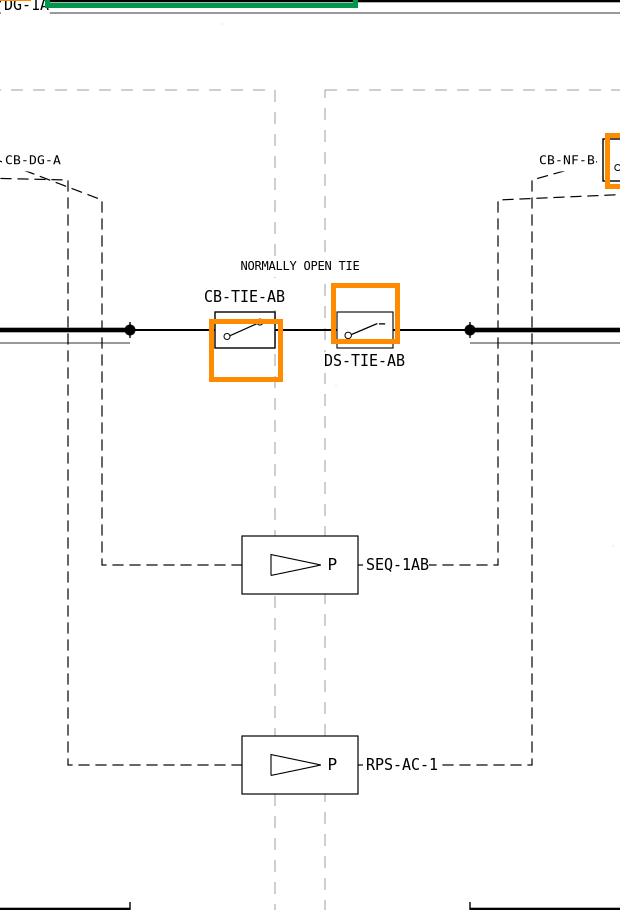 DG-1A
CB-DG-A
CB-NF-B
NORMALLY OPEN TIE
CB-TIE-AB
DS-TIE-AB
P
SEQ-1AB
P
RPS-AC-1